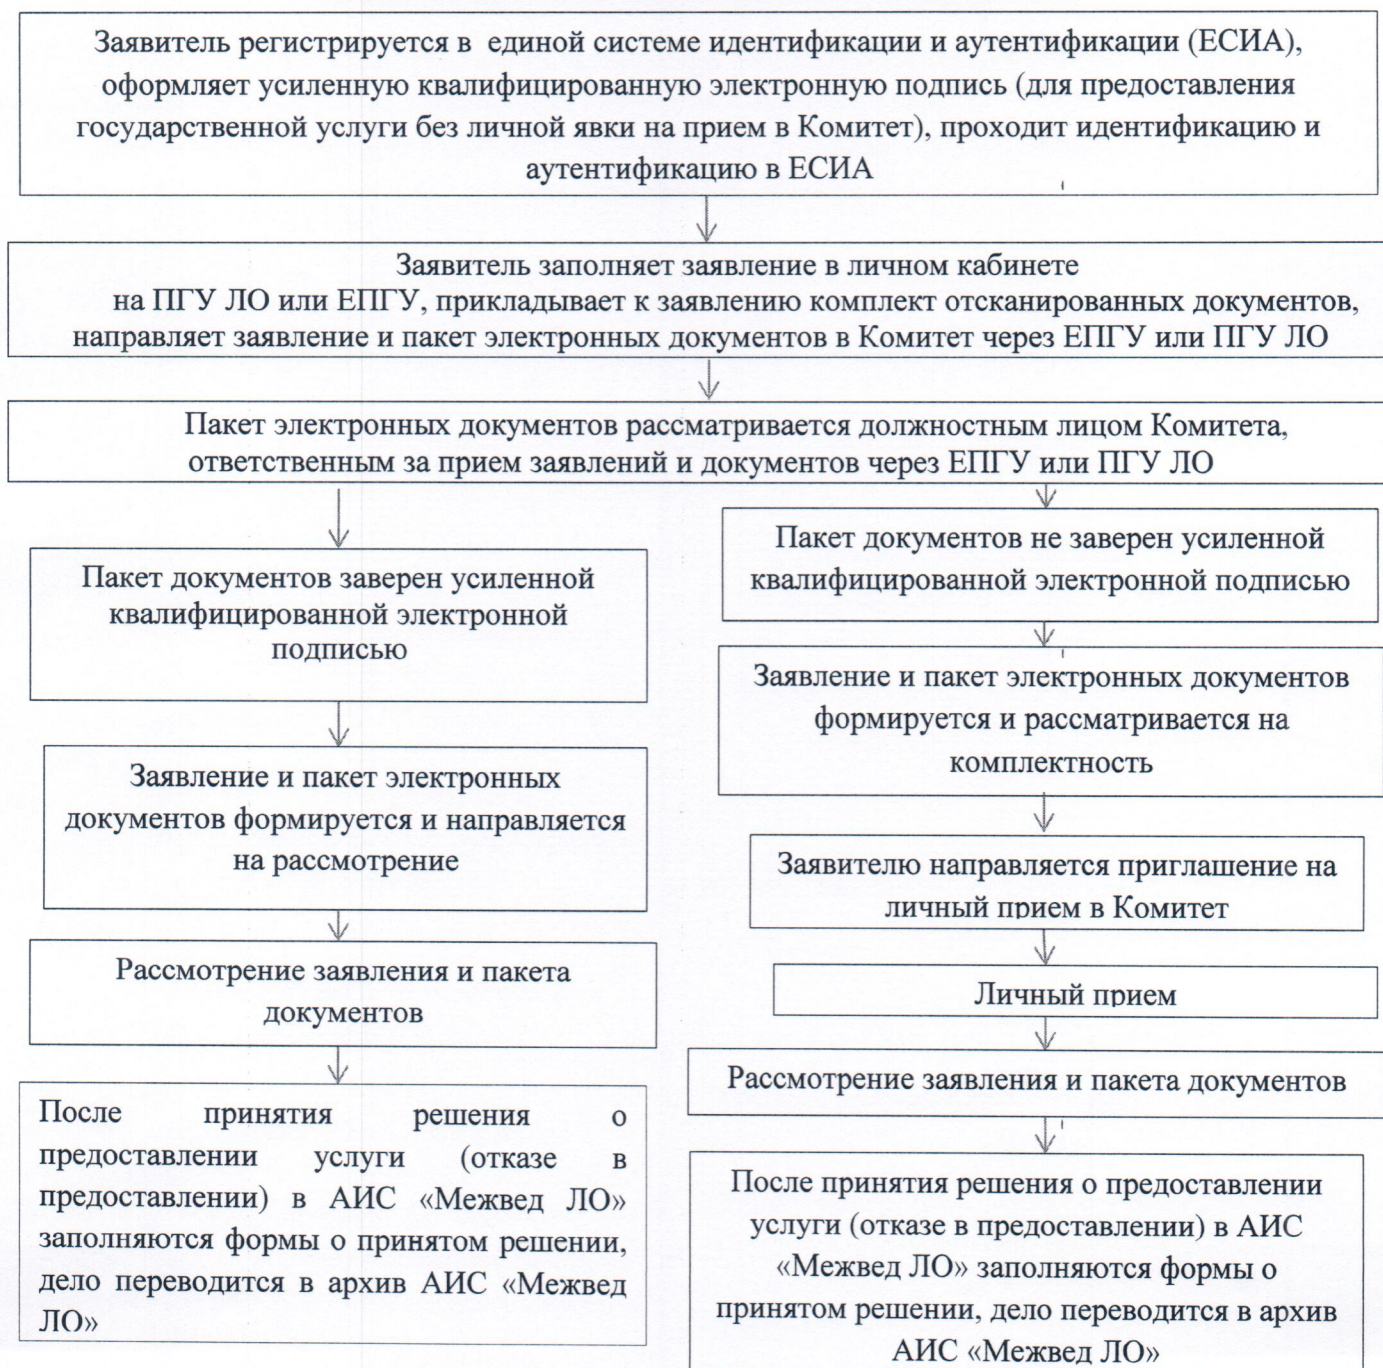 Заявитель регистрируется в единой системе идентификации и аутентификации (ЕСИА),
оформляет усиленную квалифицированную электронную подпись (для предоставления
государственной услуги без личной явки на прием в Комитет), проходит идентификацию и
аутентификацию в ЕСИА
Заявитель заполняет заявление в личном кабинете
на ПГУ ЛО или ЕПГУ, прикладывает к заявлению комплект отсканированных документов,
направляет заявление и пакет электронных документов в Комитет через ЕПГУ или ПГУ ЛО
Пакет электронных документов рассматривается должностным лицом Комитета,
ответственным за прием заявлений и документов через ЕПГУ или ПГУ ЛО
Пакет документов заверен усиленной
квалифицированной электронной
подписью
Заявление и пакет электронных
документов формируется и направляется
на рассмотрение
Рассмотрение заявления и пакета
документов
После принятия решения о
предоставлении услуги (отказе в
предоставлении) в АИС «Межвед ЛО»
заполняются формы о принятом решении,
дело переводится в архив АИС «Межвед
ЛО»
Пакет документов не заверен усиленной
квалифицированной электронной подписью
Заявление и пакет электронных документов
формируется и рассматривается на
комплектность
Заявителю направляется приглашение на
личный прием в Комитет
Личный прием
Рассмотрение заявления и пакета документов
После принятия решения о предоставлении
услуги (отказе в предоставлении) в АИС
«Межвед ЛО» заполняются формы о
принятом решении, дело переводится в архив
АИС «Межвед ЛО»